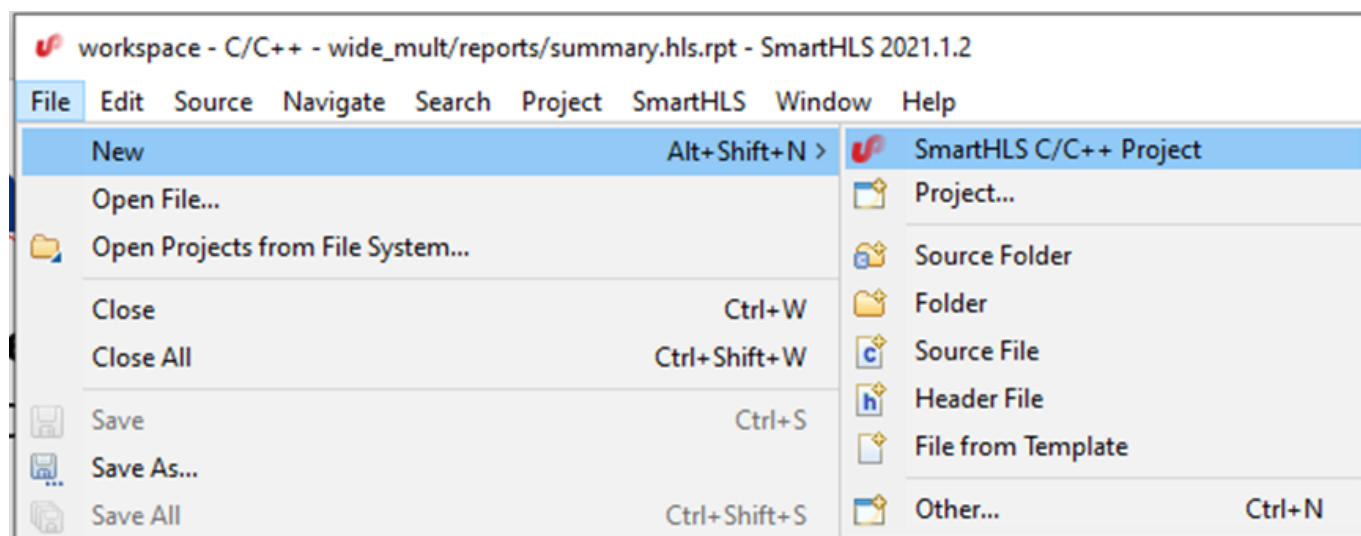 workspace - C/C++ - wide_mult/reports/summary.hls.rpt - SmartHLS 2021.1.2
File Edit Source Navigate Search Project SmartHLS Window Help
New Alt+Shift+N >
Open File...
Open Projects from File System...
Close Ctrl+W
Close All Ctrl+Shift+W
Save Ctrl+S
Save As...
Save All Ctrl+Shift+S
SmartHLS C/C++ Project
Project...
Source Folder
Folder
Source File
Header File
File from Template
Other... Ctrl+N